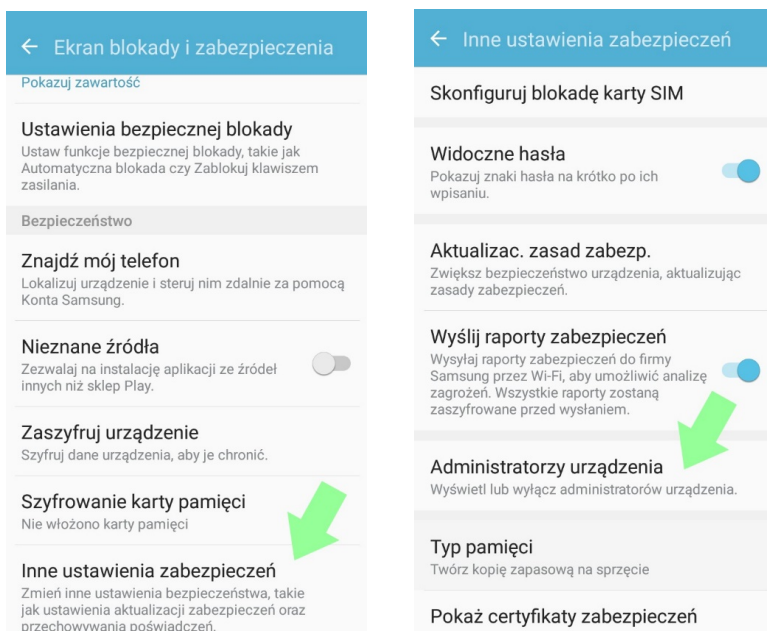 Ekran blokady i zabezpieczenia
Pokazuj zawartość
Ustawienia bezpiecznej blokady
Ustaw funkcje bezpiecznej blokady, takie jak
Automatyczna blokada czy Zablokuj klawiszem
zasilania.
Bezpieczeństwo
Znajdź mój telefon
Lokalizuj urządzenie i steruj nim zdalnie za pomocą
Konta Samsung.
Nieznane źródła
Zezwalaj na instalację aplikacji ze źródeł
innych niż sklep Play.
Zaszyfruj urządzenie
Szyfruj dane urządzenia, aby je chronić.
Szyfrowanie karty pamięci
Nie włożono karty pamięci
Inne ustawienia zabezpieczeń
Zmień inne ustawienia bezpieczeństwa, takie
jak ustawienia aktualizacji zabezpieczeń oraz
przechowywania poświadczeń.
Inne ustawienia zabezpieczeń
Skonfiguruj blokadę karty SIM
Widoczne hasła
Pokazuj znaki hasła na krótko po ich
wpisaniu.
Aktualizac. zasad zabezp.
Zwiększ bezpieczeństwo urządzenia, aktualizując
zasady zabezpieczeń.
Wyślij raporty zabezpieczeń
Wysyłaj raporty zabezpieczeń do firmy
Samsung przez Wi-Fi, aby umożliwić analizę
zagrożeń. Wszystkie raporty zostaną
zaszyfrowane przed wysłaniem.
Administratorzy urządzenia
Wyświetl lub wyłącz administratorów urządzenia.
Typ pamięci
Twórz kopię zapasową na sprzęcie
Pokaż certyfikaty zabezpieczeń